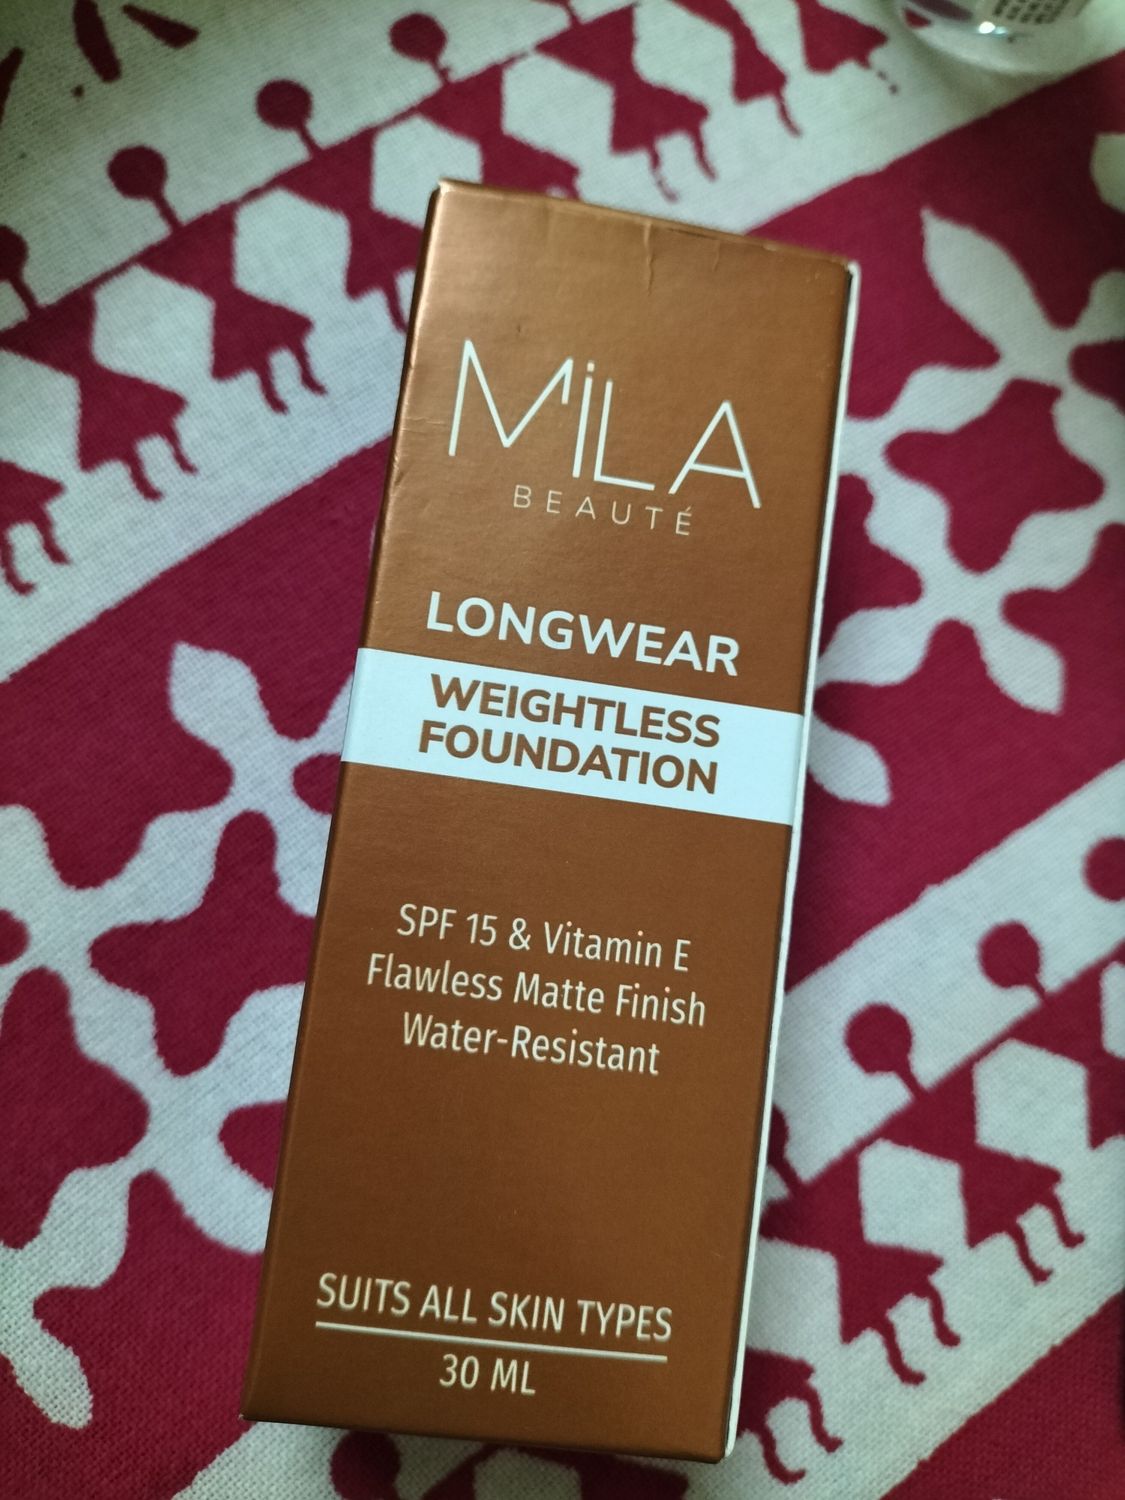 MiLA
BEAUTÉ
LONGWEAR
WEIGHTLESS
FOUNDATION
SPF 15 & Vitamin E
Flawless Matte Finish
Water-Resistant
SUITS ALL SKIN TYPES
30 ML